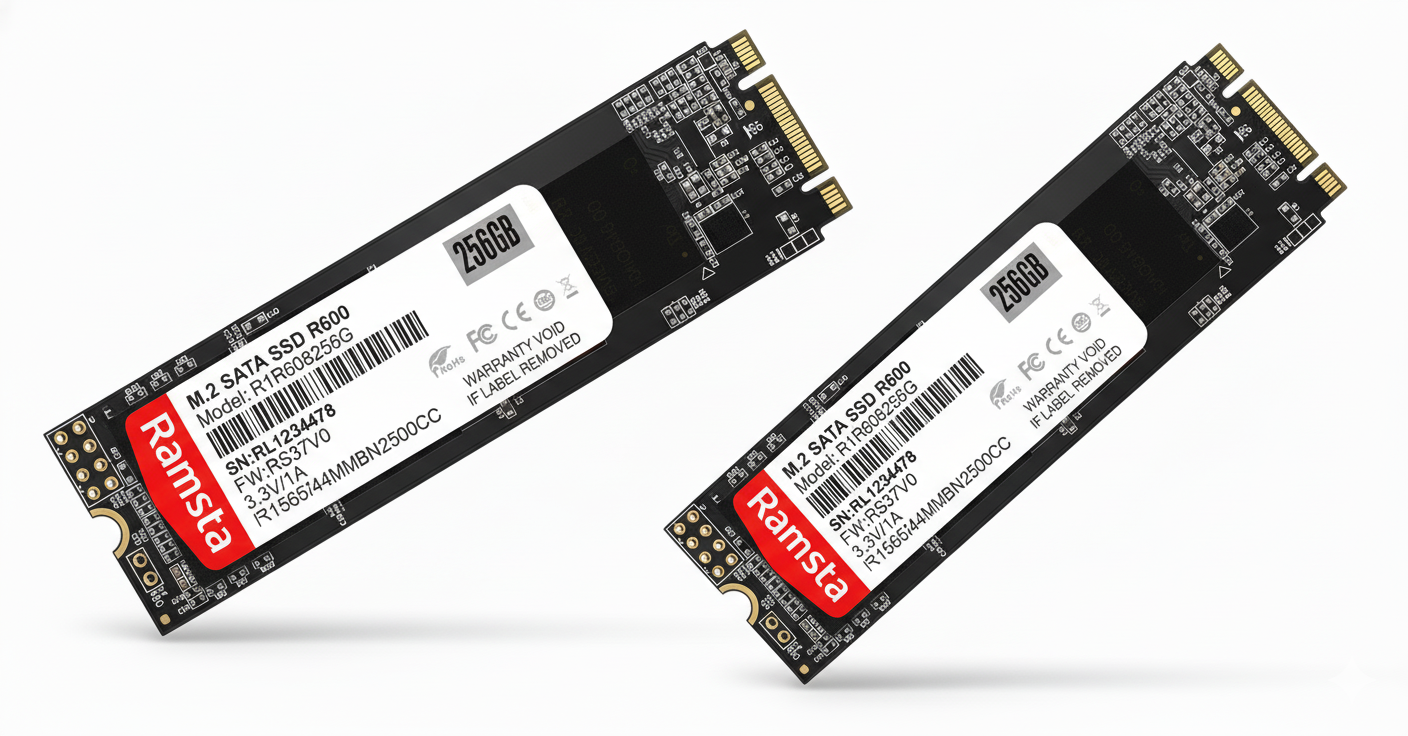 256GB
M.2 SATA SSD R600
Model: R1R608256G
SN:RL1234478
FW:RS37V0
3.3V/1A
R1565i44MMBN2500CC
RoHS FC CE
WARRANTY VOID
IF LABEL REMOVED
Ramsta
256GB
M.2 SATA SSD R600
Model: R1R608256G
SN:RL1234478
FW:RS37V0
3.3V/1A
R1565i44MMBN2500CC
RoHS FC CE
WARRANTY VOID
IF LABEL REMOVED
Ramsta